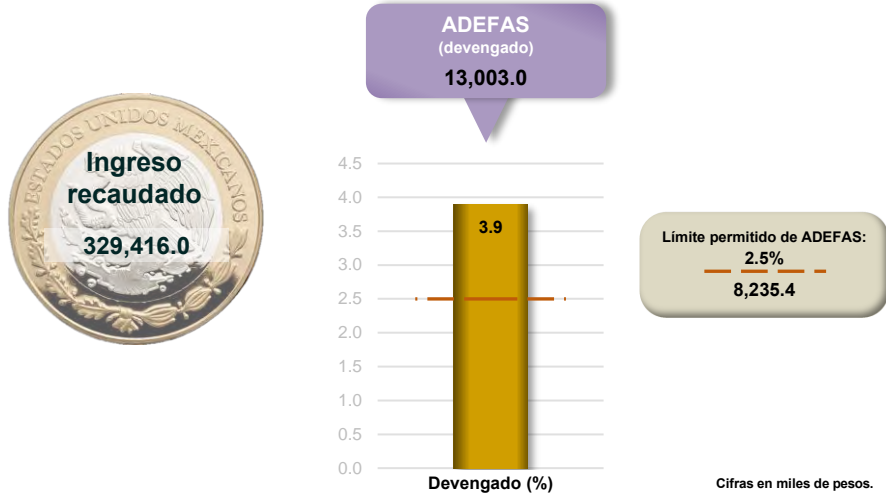 ADEFAS
(devengado)
13,003.0
ESTADOS UNIDOS MEXICANOS
Ingreso
recaudado
329,416.0
4.5
4.0
3.5
3.0
2.5
2.0
1.5
1.0
0.5
0.0
3.9
Devengado (%)
Límite permitido de ADEFAS:
2.5%
8,235.4
Cifras en miles de pesos.